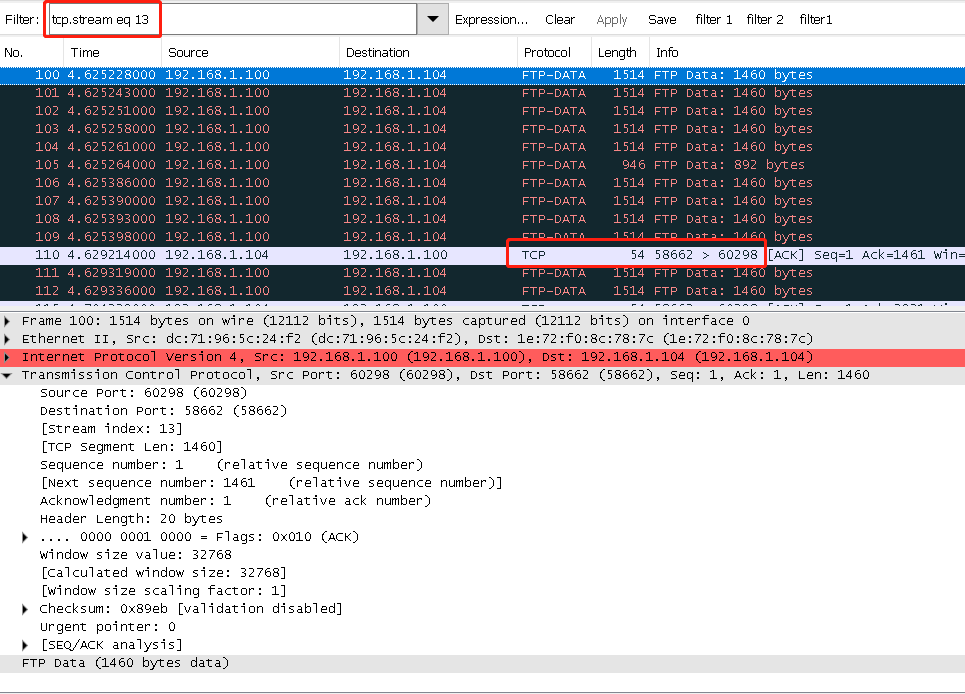 Filter: tcp.stream eq 13 Expression... Clear Apply Save filter 1 filter 2 filter1
No. Time Source Destination Protocol Length Info
100 4.625228000 192.168.1.100 192.168.1.104 FTP-DATA 1514 FTP Data: 1460 bytes
101 4.625243000 192.168.1.100 192.168.1.104 FTP-DATA 1514 FTP Data: 1460 bytes
102 4.625251000 192.168.1.100 192.168.1.104 FTP-DATA 1514 FTP Data: 1460 bytes
103 4.625258000 192.168.1.100 192.168.1.104 FTP-DATA 1514 FTP Data: 1460 bytes
104 4.625261000 192.168.1.100 192.168.1.104 FTP-DATA 1514 FTP Data: 1460 bytes
105 4.625264000 192.168.1.100 192.168.1.104 FTP-DATA 946 FTP Data: 892 bytes
106 4.625386000 192.168.1.100 192.168.1.104 FTP-DATA 1514 FTP Data: 1460 bytes
107 4.625390000 192.168.1.100 192.168.1.104 FTP-DATA 1514 FTP Data: 1460 bytes
108 4.625393000 192.168.1.100 192.168.1.104 FTP-DATA 1514 FTP Data: 1460 bytes
109 4.625398000 192.168.1.100 192.168.1.104 FTP-DATA 1514 FTP Data: 1460 bytes
110 4.629214000 192.168.1.104 192.168.1.100 TCP 54 58662 > 60298 [ACK] Seq=1 Ack=1461 Win=
111 4.629319000 192.168.1.100 192.168.1.104 FTP-DATA 1514 FTP Data: 1460 bytes
112 4.629336000 192.168.1.100 192.168.1.104 FTP-DATA 1514 FTP Data: 1460 bytes
Frame 100: 1514 bytes on wire (12112 bits), 1514 bytes captured (12112 bits) on interface 0
Ethernet II, Src: dc:71:96:5c:24:f2 (dc:71:96:5c:24:f2), Dst: 1e:72:f0:8c:78:7c (1e:72:f0:8c:78:7c)
Internet Protocol Version 4, Src: 192.168.1.100 (192.168.1.100), Dst: 192.168.1.104 (192.168.1.104)
Transmission Control Protocol, Src Port: 60298 (60298), Dst Port: 58662 (58662), Seq: 1, Ack: 1, Len: 1460
Source Port: 60298 (60298)
Destination Port: 58662 (58662)
[Stream index: 13]
[TCP Segment Len: 1460]
Sequence number: 1 (relative sequence number)
[Next sequence number: 1461 (relative sequence number)]
Acknowledgment number: 1 (relative ack number)
Header Length: 20 bytes
.... 0000 0001 0000 = Flags: 0x010 (ACK)
Window size value: 32768
[Calculated window size: 32768]
[Window size scaling factor: 1]
Checksum: 0x89eb [validation disabled]
Urgent pointer: 0
[SEQ/ACK analysis]
FTP Data (1460 bytes data)